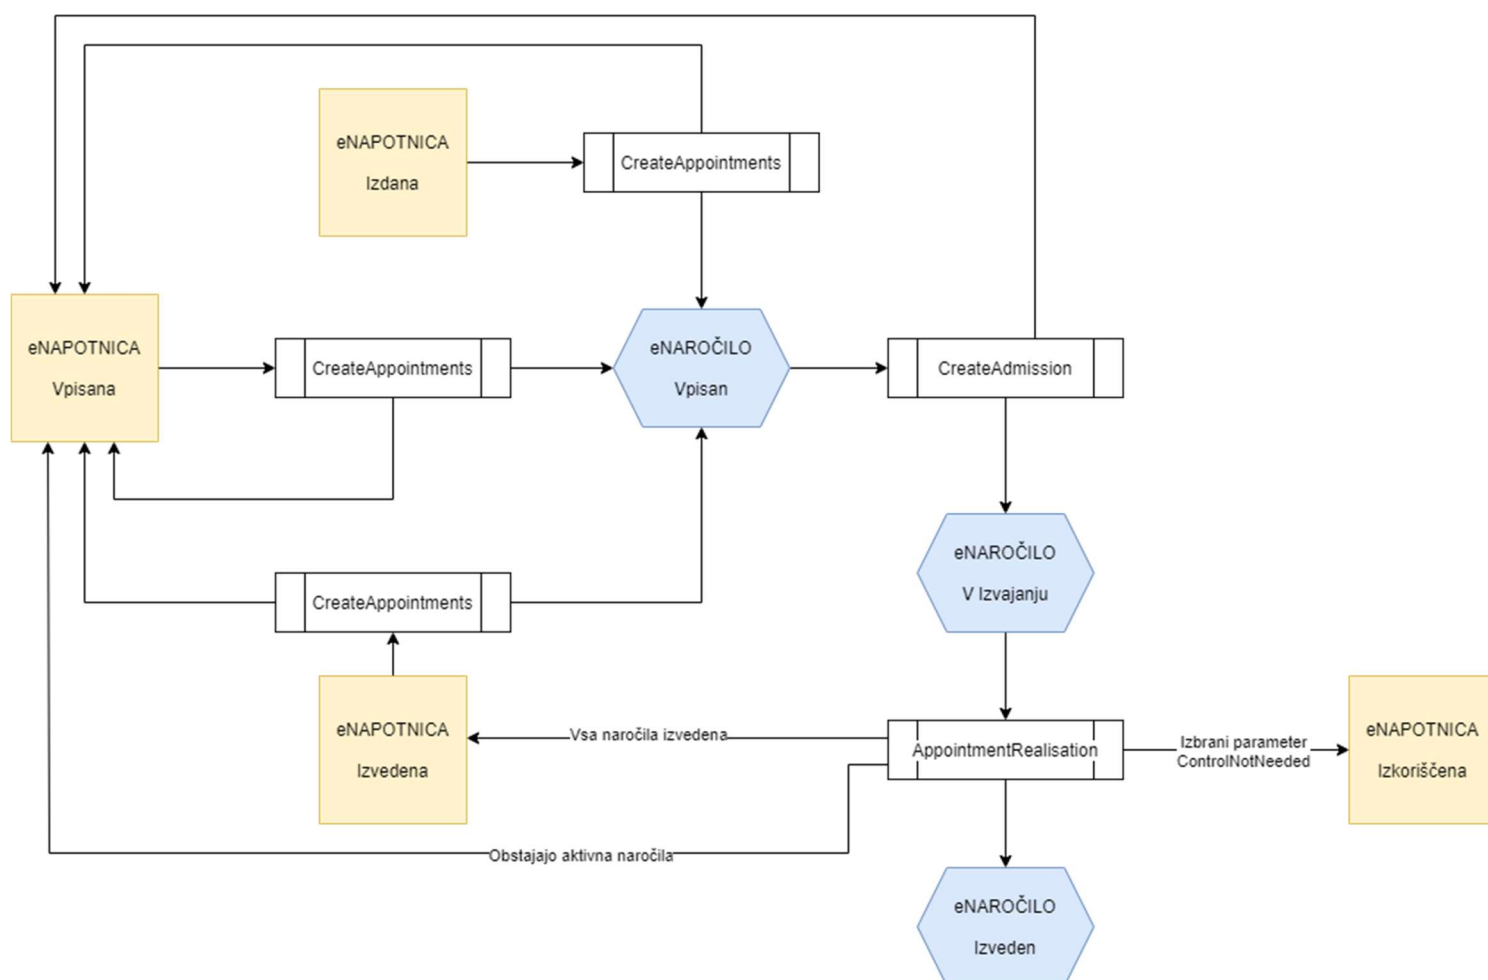 eNAPOTNICA
Izdana
CreateAppointments
eNAPOTNICA
Vpisana
CreateAppointments
eNAROČILO
Vpisan
CreateAdmission
eNAROČILO
V Izvajanju
CreateAppointments
eNAPOTNICA
Izvedena
Vsa naročila izvedena
AppointmentRealisation
Izbrani parameter
ControlNotNeeded
eNAPOTNICA
Izkoriščena
Obstajajo aktivna naročila
eNAROČILO
Izveden